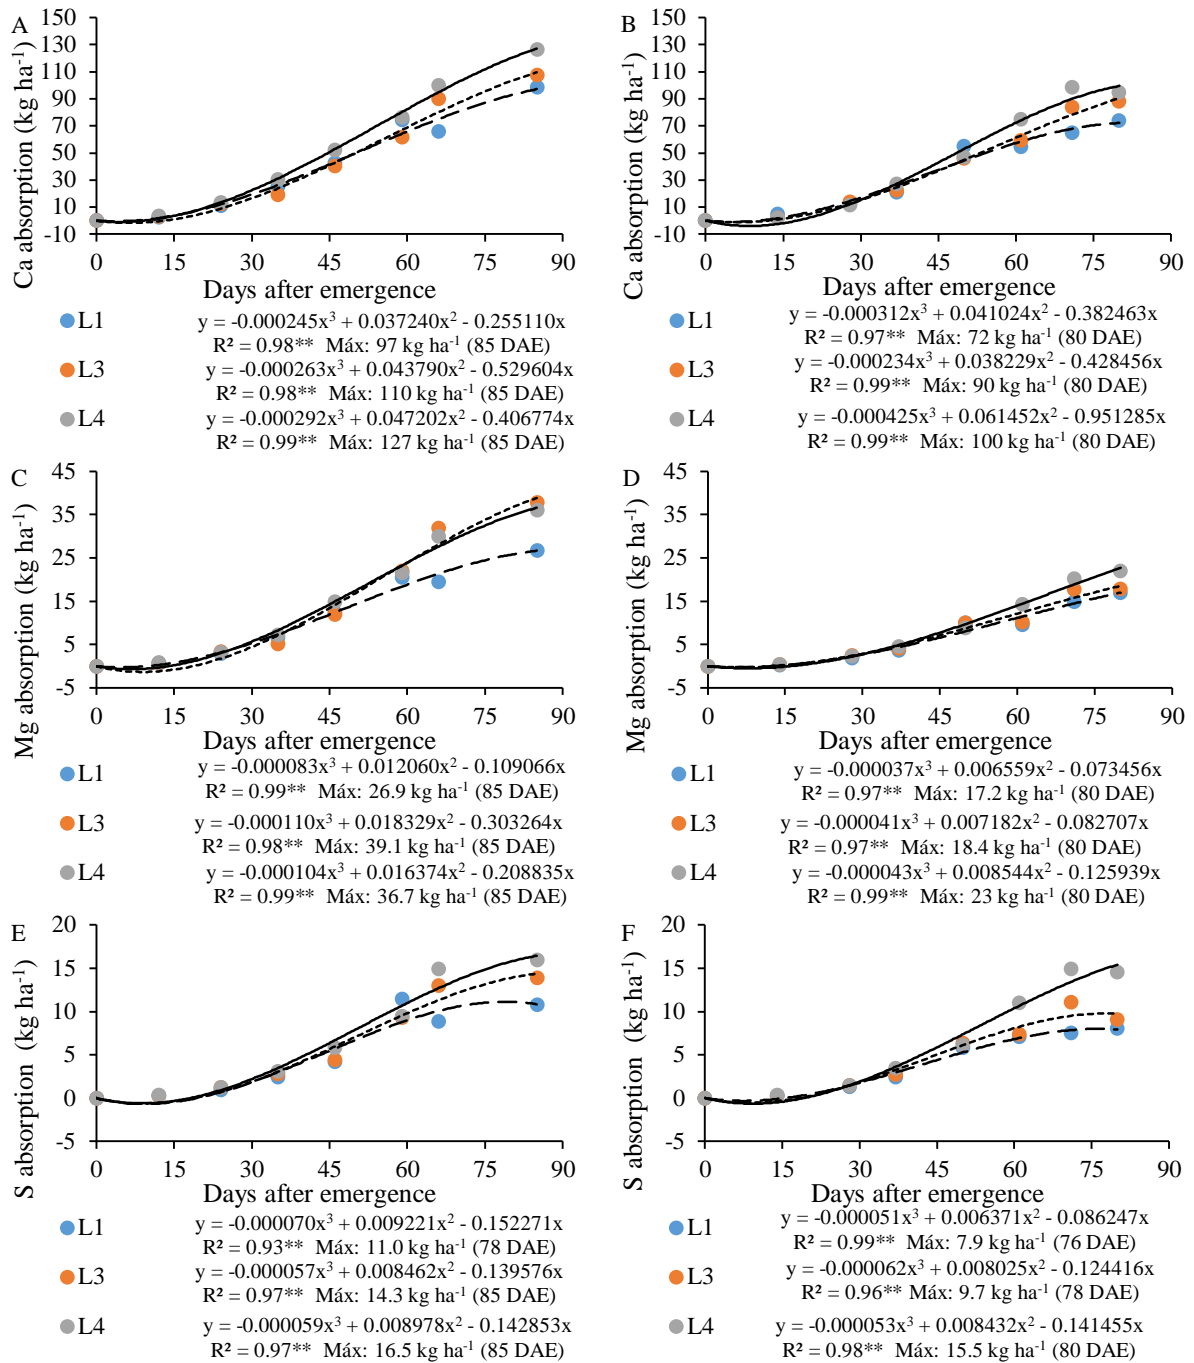 A
Ca absorption (kg ha⁻¹)
150
130
110
90
70
50
30
10
-10
0 15 30 45 60 75 90
Days after emergence
L1 y = -0.000245x³ + 0.037240x² - 0.255110x
R² = 0.98** Máx: 97 kg ha⁻¹ (85 DAE)
L3 y = -0.000263x³ + 0.043790x² - 0.529604x
R² = 0.98** Máx: 110 kg ha⁻¹ (85 DAE)
L4 y = -0.000292x³ + 0.047202x² - 0.406774x
R² = 0.99** Máx: 127 kg ha⁻¹ (85 DAE)
B
Ca absorption (kg ha⁻¹)
150
130
110
90
70
50
30
10
-10
0 15 30 45 60 75 90
Days after emergence
L1 y = -0.000312x³ + 0.041024x² - 0.382463x
R² = 0.97** Máx: 72 kg ha⁻¹ (80 DAE)
L3 y = -0.000234x³ + 0.038229x² - 0.428456x
R² = 0.99** Máx: 90 kg ha⁻¹ (80 DAE)
L4 y = -0.000425x³ + 0.061452x² - 0.951285x
R² = 0.99** Máx: 100 kg ha⁻¹ (80 DAE)
C
Mg absorption (kg ha⁻¹)
45
35
25
15
5
-5
0 15 30 45 60 75 90
Days after emergence
L1 y = -0.000083x³ + 0.012060x² - 0.109066x
R² = 0.99** Máx: 26.9 kg ha⁻¹ (85 DAE)
L3 y = -0.000110x³ + 0.018329x² - 0.303264x
R² = 0.98** Máx: 39.1 kg ha⁻¹ (85 DAE)
L4 y = -0.000104x³ + 0.016374x² - 0.208835x
R² = 0.99** Máx: 36.7 kg ha⁻¹ (85 DAE)
D
Mg absorption (kg ha⁻¹)
45
35
25
15
5
-5
0 15 30 45 60 75 90
Days after emergence
L1 y = -0.000037x³ + 0.006559x² - 0.073456x
R² = 0.97** Máx: 17.2 kg ha⁻¹ (80 DAE)
L3 y = -0.000041x³ + 0.007182x² - 0.082707x
R² = 0.97** Máx: 18.4 kg ha⁻¹ (80 DAE)
L4 y = -0.000043x³ + 0.008544x² - 0.125939x
R² = 0.99** Máx: 23 kg ha⁻¹ (80 DAE)
E
S absorption (kg ha⁻¹)
20
15
10
5
0
-5
0 15 30 45 60 75 90
Days after emergence
L1 y = -0.000070x³ + 0.009221x² - 0.152271x
R² = 0.93** Máx: 11.0 kg ha⁻¹ (78 DAE)
L3 y = -0.000057x³ + 0.008462x² - 0.139576x
R² = 0.97** Máx: 14.3 kg ha⁻¹ (85 DAE)
L4 y = -0.000059x³ + 0.008978x² - 0.142853x
R² = 0.97** Máx: 16.5 kg ha⁻¹ (85 DAE)
F
S absorption (kg ha⁻¹)
20
15
10
5
0
-5
0 15 30 45 60 75 90
Days after emergence
L1 y = -0.000051x³ + 0.006371x² - 0.086247x
R² = 0.99** Máx: 7.9 kg ha⁻¹ (76 DAE)
L3 y = -0.000062x³ + 0.008025x² - 0.124416x
R² = 0.96** Máx: 9.7 kg ha⁻¹ (78 DAE)
L4 y = -0.000053x³ + 0.008432x² - 0.141455x
R² = 0.98** Máx: 15.5 kg ha⁻¹ (80 DAE)